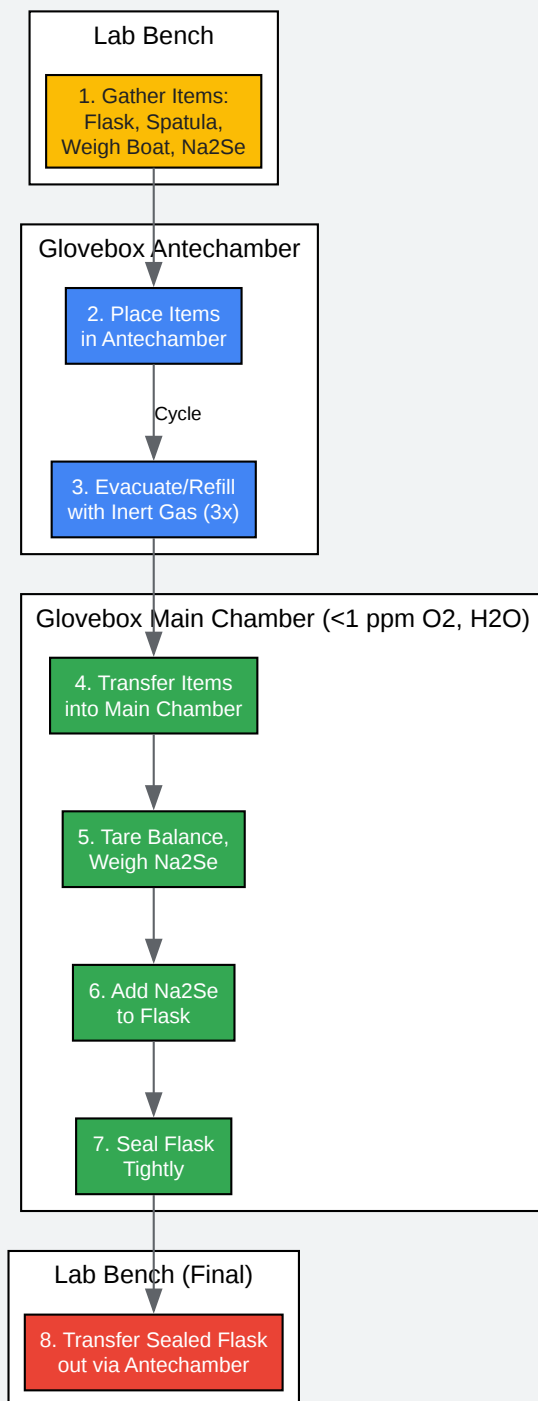 Lab Bench
1. Gather Items:
Flask, Spatula,
Weigh Boat, Na2Se
Glovebox Antechamber
2. Place Items
in Antechamber
Cycle
3. Evacuate/Refill
with Inert Gas (3x)
Glovebox Main Chamber (<1 ppm O2, H2O)
4. Transfer Items
into Main Chamber
5. Tare Balance,
Weigh Na2Se
6. Add Na2Se
to Flask
7. Seal Flask
Tightly
Lab Bench (Final)
8. Transfer Sealed Flask
out via Antechamber